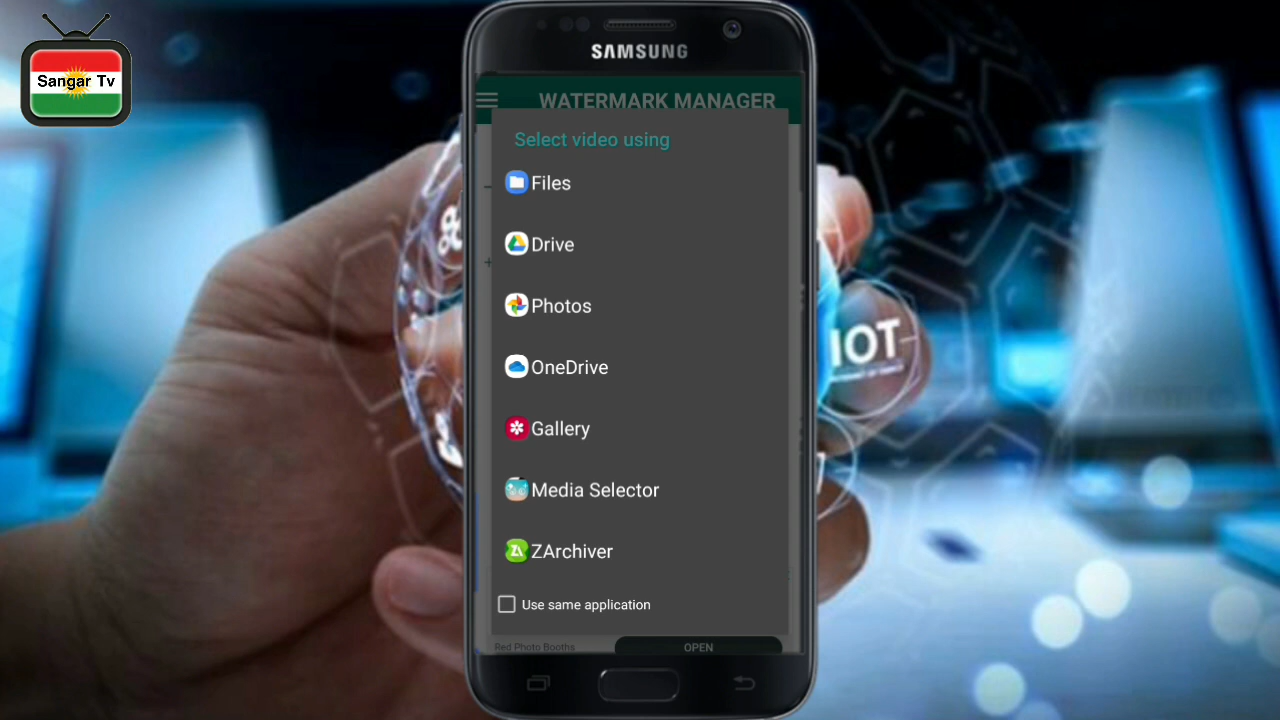 Sangar Tv
SAMSUNG
WATERMARK MANAGER
Select video using
Files
Drive
Photos
OneDrive
Gallery
Media Selector
ZArchiver
Use same application
Red Photo Booths
OPEN
IOT